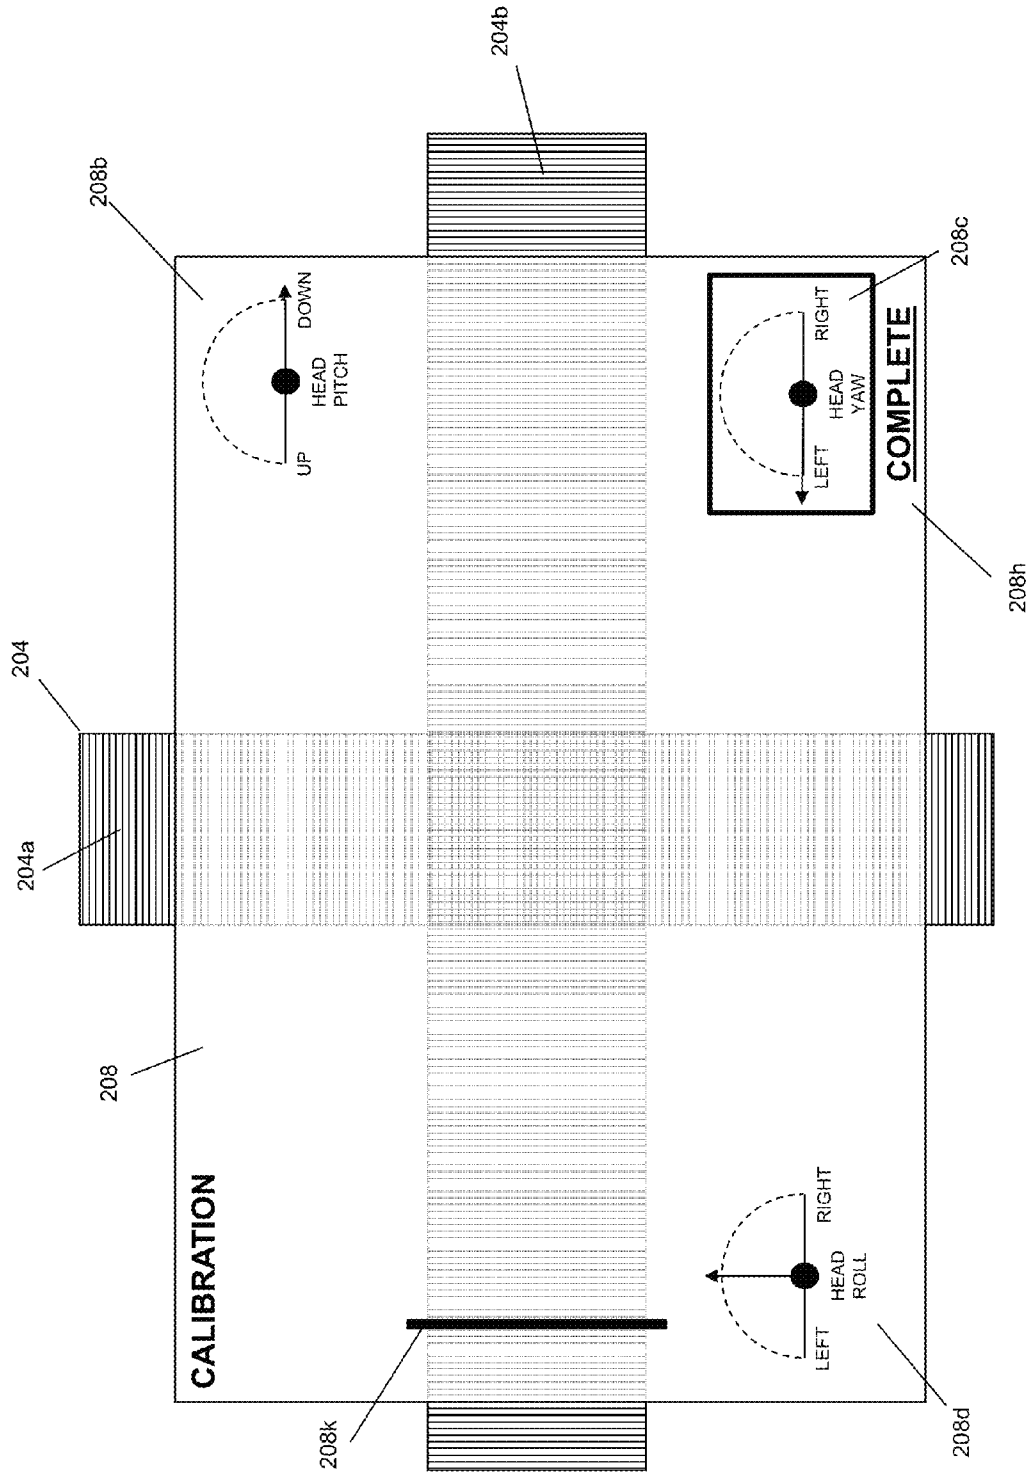 204
204a
208b
208
CALIBRATION
UP
DOWN
HEAD
PITCH
208k
204b
LEFT
RIGHT
HEAD
ROLL
LEFT
RIGHT
HEAD
YAW
COMPLETE
208d
208c
208h